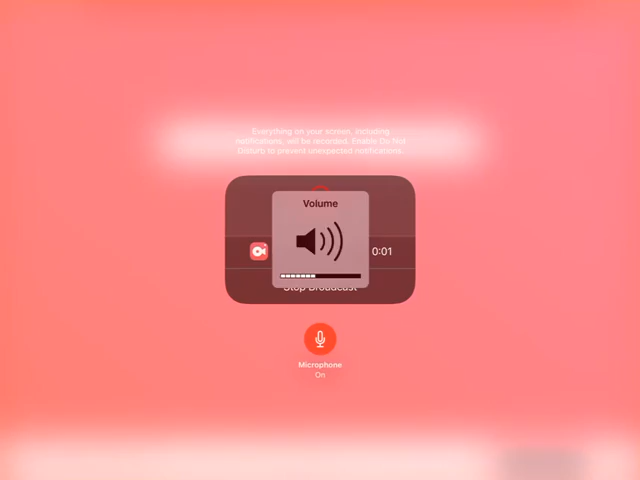 Everything on your screen, including
notifications, will be recorded. Enable Do Not
Disturb to prevent unexpected notifications.
Volume
0:01
Stop Broadcast
Microphone
On